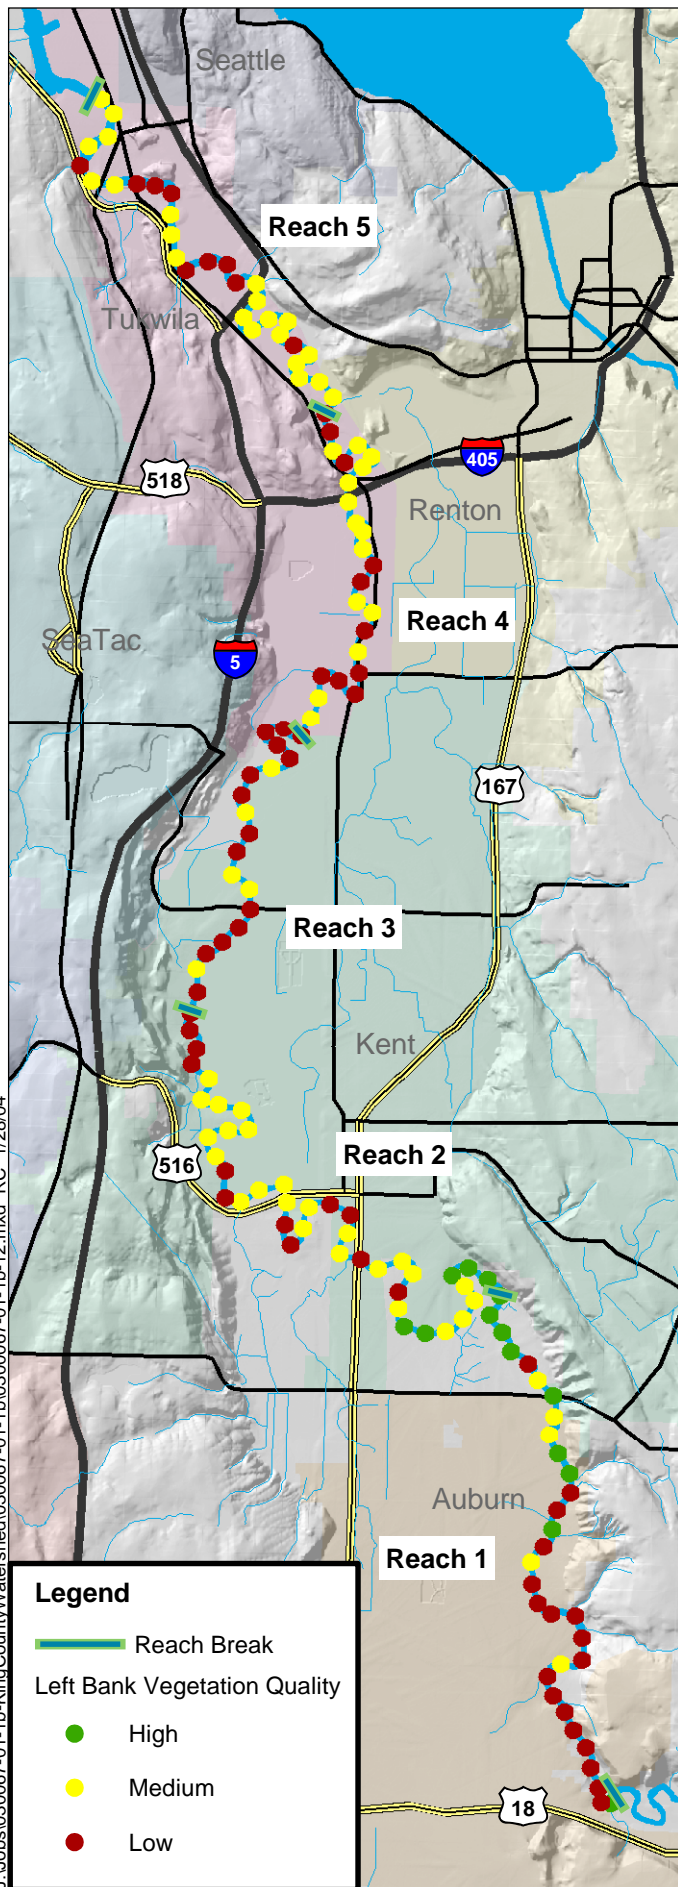 Seattle
Reach 5
Tukwila
405
518
Renton
Reach 4
SeaTac
5
167
Reach 3
Kent
Reach 2
516
Auburn
Reach 1
18
Legend
Reach Break
Left Bank Vegetation Quality
High
Medium
Low